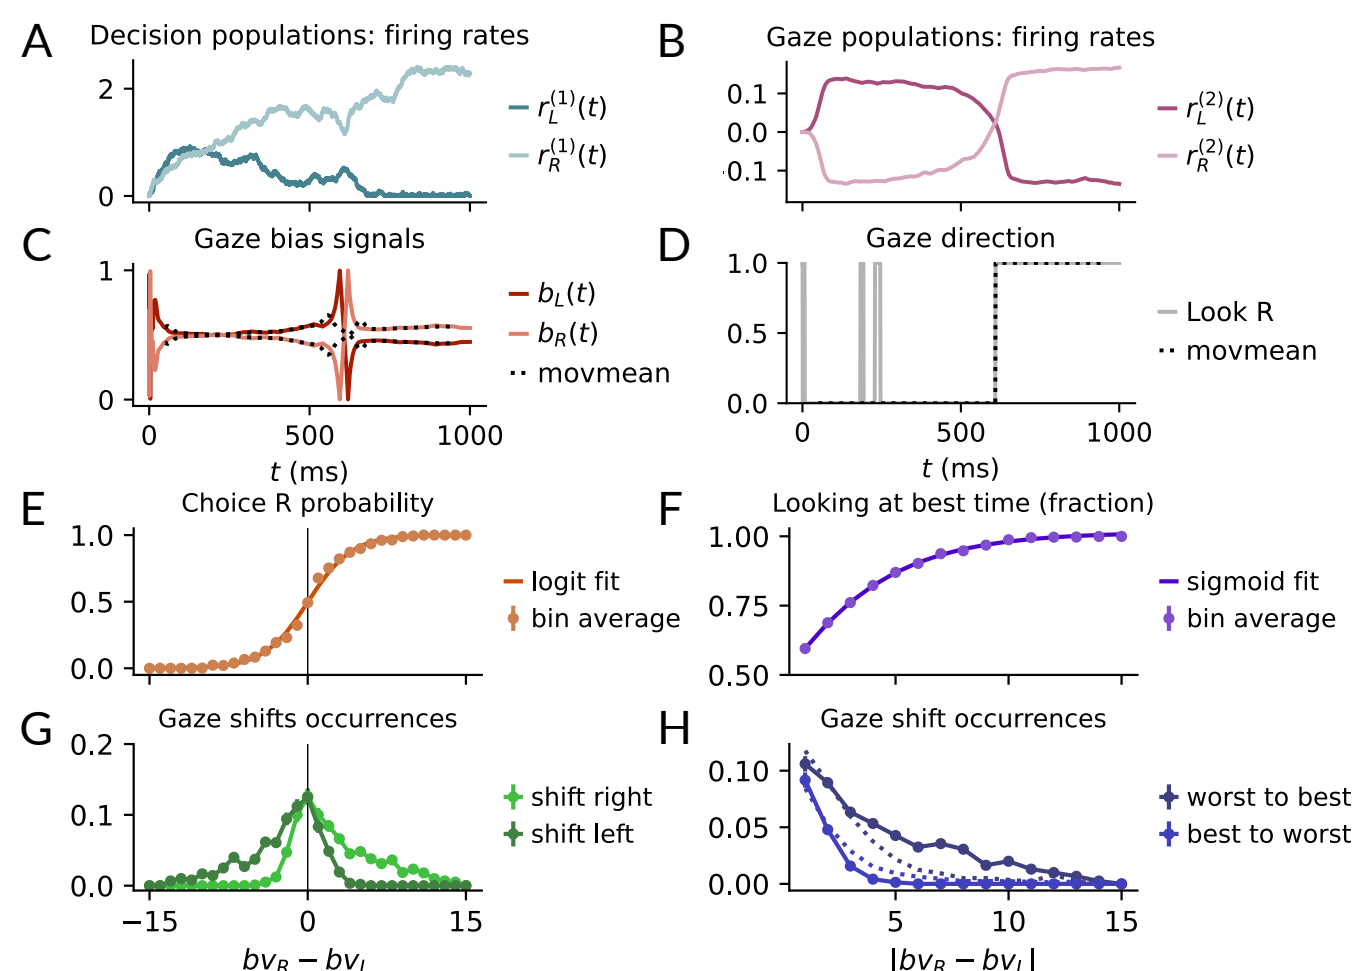 A Decision populations: firing rates
2
0
r_L^(1)(t)
r_R^(1)(t)
B Gaze populations: firing rates
0.1
0.0
0.1
r_L^(2)(t)
r_R^(2)(t)
C Gaze bias signals
1
0
0 500 1000
t (ms)
b_L(t)
b_R(t)
movmean
D Gaze direction
1.0
0.5
0.0
0 500 1000
t (ms)
Look R
movmean
E Choice R probability
1.0
0.5
0.0
logit fit
bin average
F Looking at best time (fraction)
1.00
0.75
0.50
sigmoid fit
bin average
G Gaze shifts occurrences
0.2
0.1
0.0
−15 0 15
bv_R − bv_L
shift right
shift left
H Gaze shift occurrences
0.10
0.05
0.00
5 10 15
|bv_R − bv_L|
worst to best
best to worst